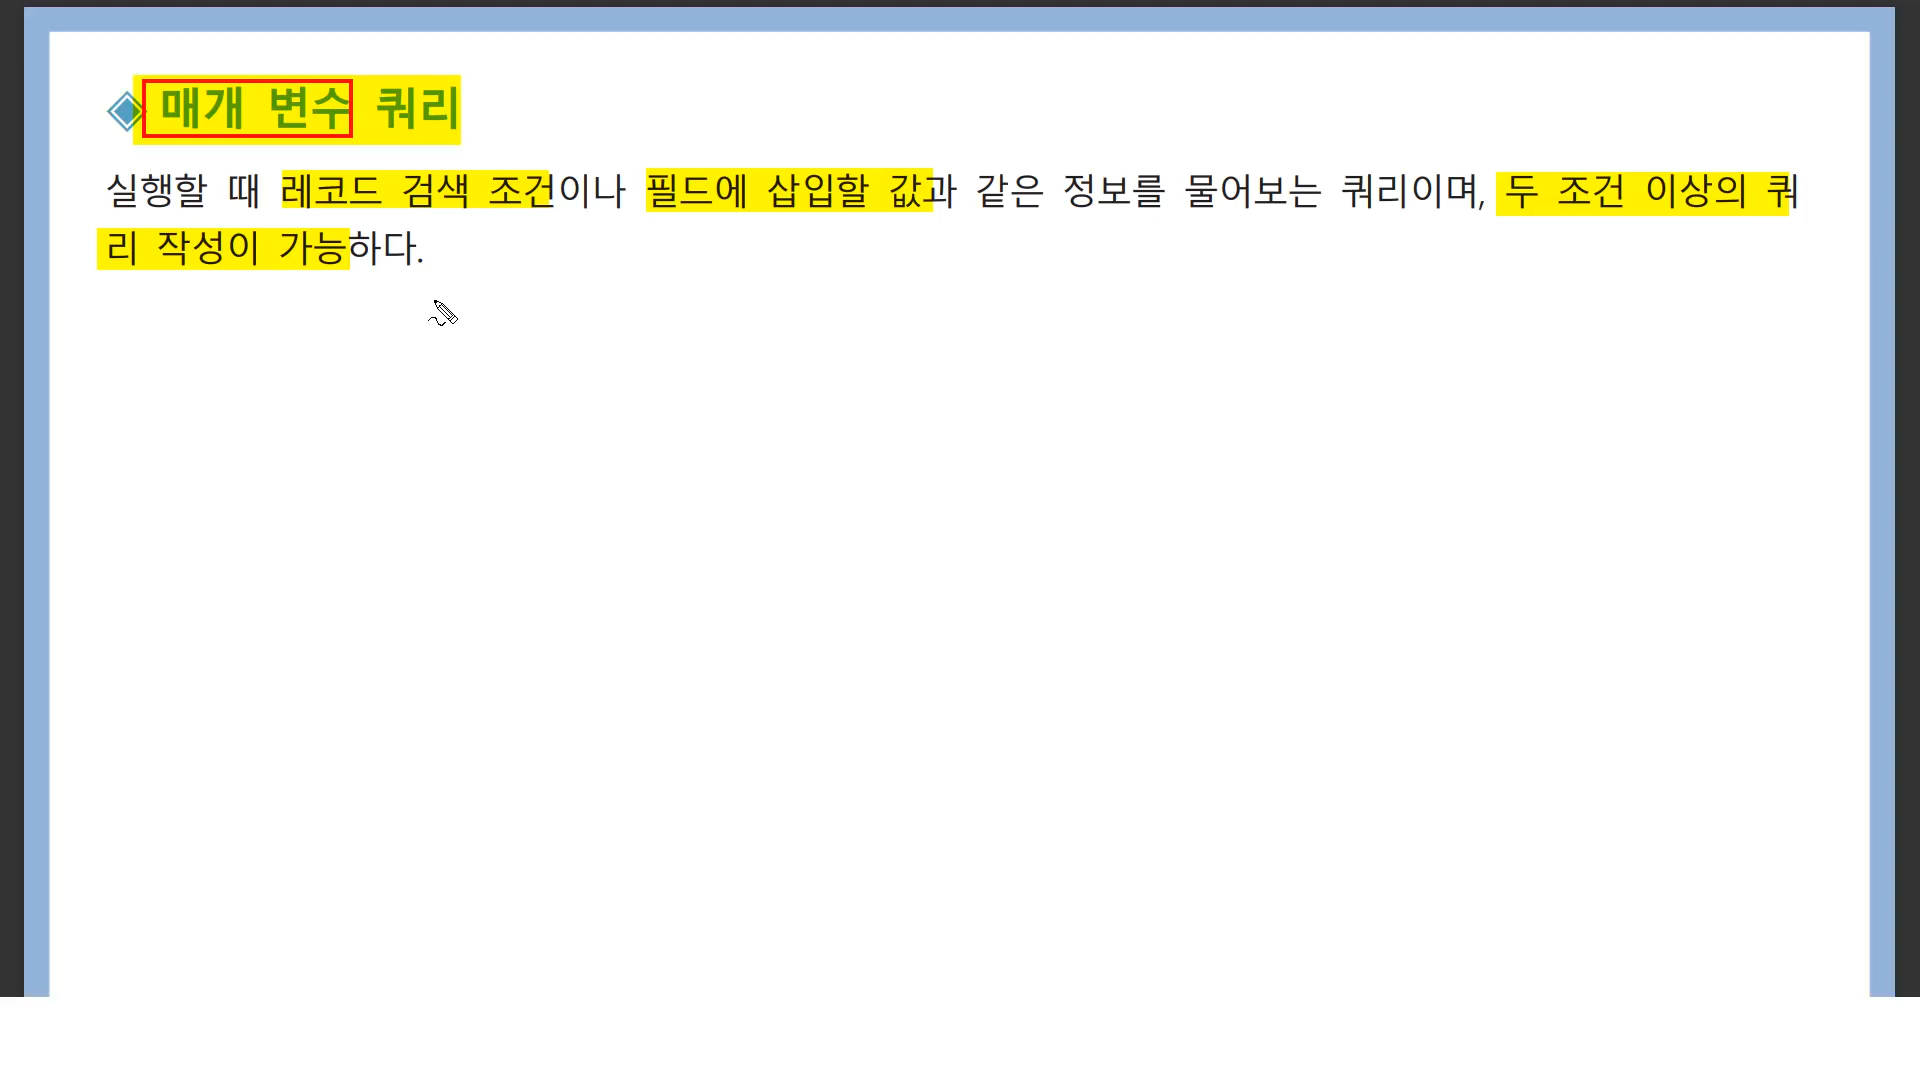 매개 변수 쿼리
실행할 때 레코드 검색 조건이나 필드에 삽입할 값과 같은 정보를 물어보는 쿼리이며, 두 조건 이상의 쿼
리 작성이 가능하다.